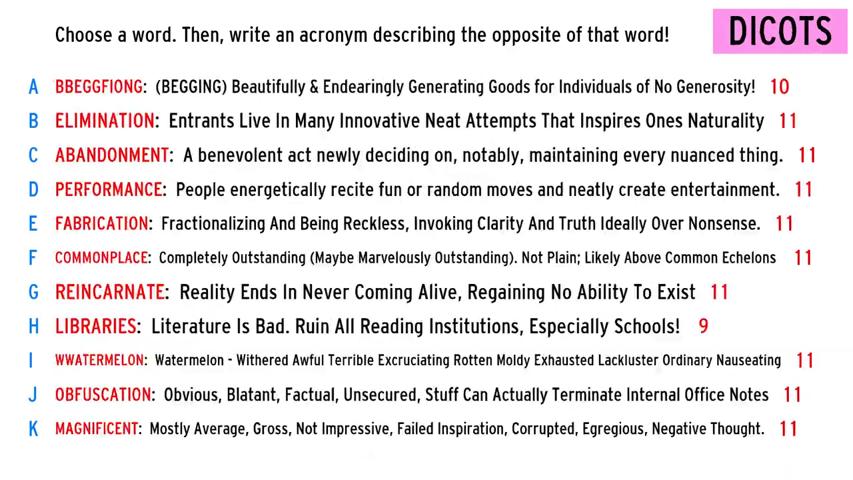 Choose a word. Then, write an acronym describing the opposite of that word!
DICOTS
A BBEGGFIONG: (BEGGING) Beautifully & Endearingly Generating Goods for Individuals of No Generosity! 10
B ELIMINATION: Entrants Live In Many Innovative Neat Attempts That Inspires Ones Naturality 11
C ABANDONMENT: A benevolent act newly deciding on, notably, maintaining every nuanced thing. 11
D PERFORMANCE: People energetically recite fun or random moves and neatly create entertainment. 11
E FABRICATION: Fractionalizing And Being Reckless, Invoking Clarity And Truth Ideally Over Nonsense. 11
F COMMONPLACE: Completely Outstanding (Maybe Marvelously Outstanding). Not Plain; Likely Above Common Echelons 11
G REINCARNATE: Reality Ends In Never Coming Alive, Regaining No Ability To Exist 11
H LIBRARIES: Literature Is Bad. Ruin All Reading Institutions, Especially Schools! 9
I WWATERMELON: Watermelon - Withered Awful Terrible Excruciating Rotten Moldy Exhausted Lackluster Ordinary Nauseating 11
J OBFUSCATION: Obvious, Blatant, Factual, Unsecured, Stuff Can Actually Terminate Internal Office Notes 11
K MAGNIFICENT: Mostly Average, Gross, Not Impressive, Failed Inspiration, Corrupted, Egregious, Negative Thought. 11